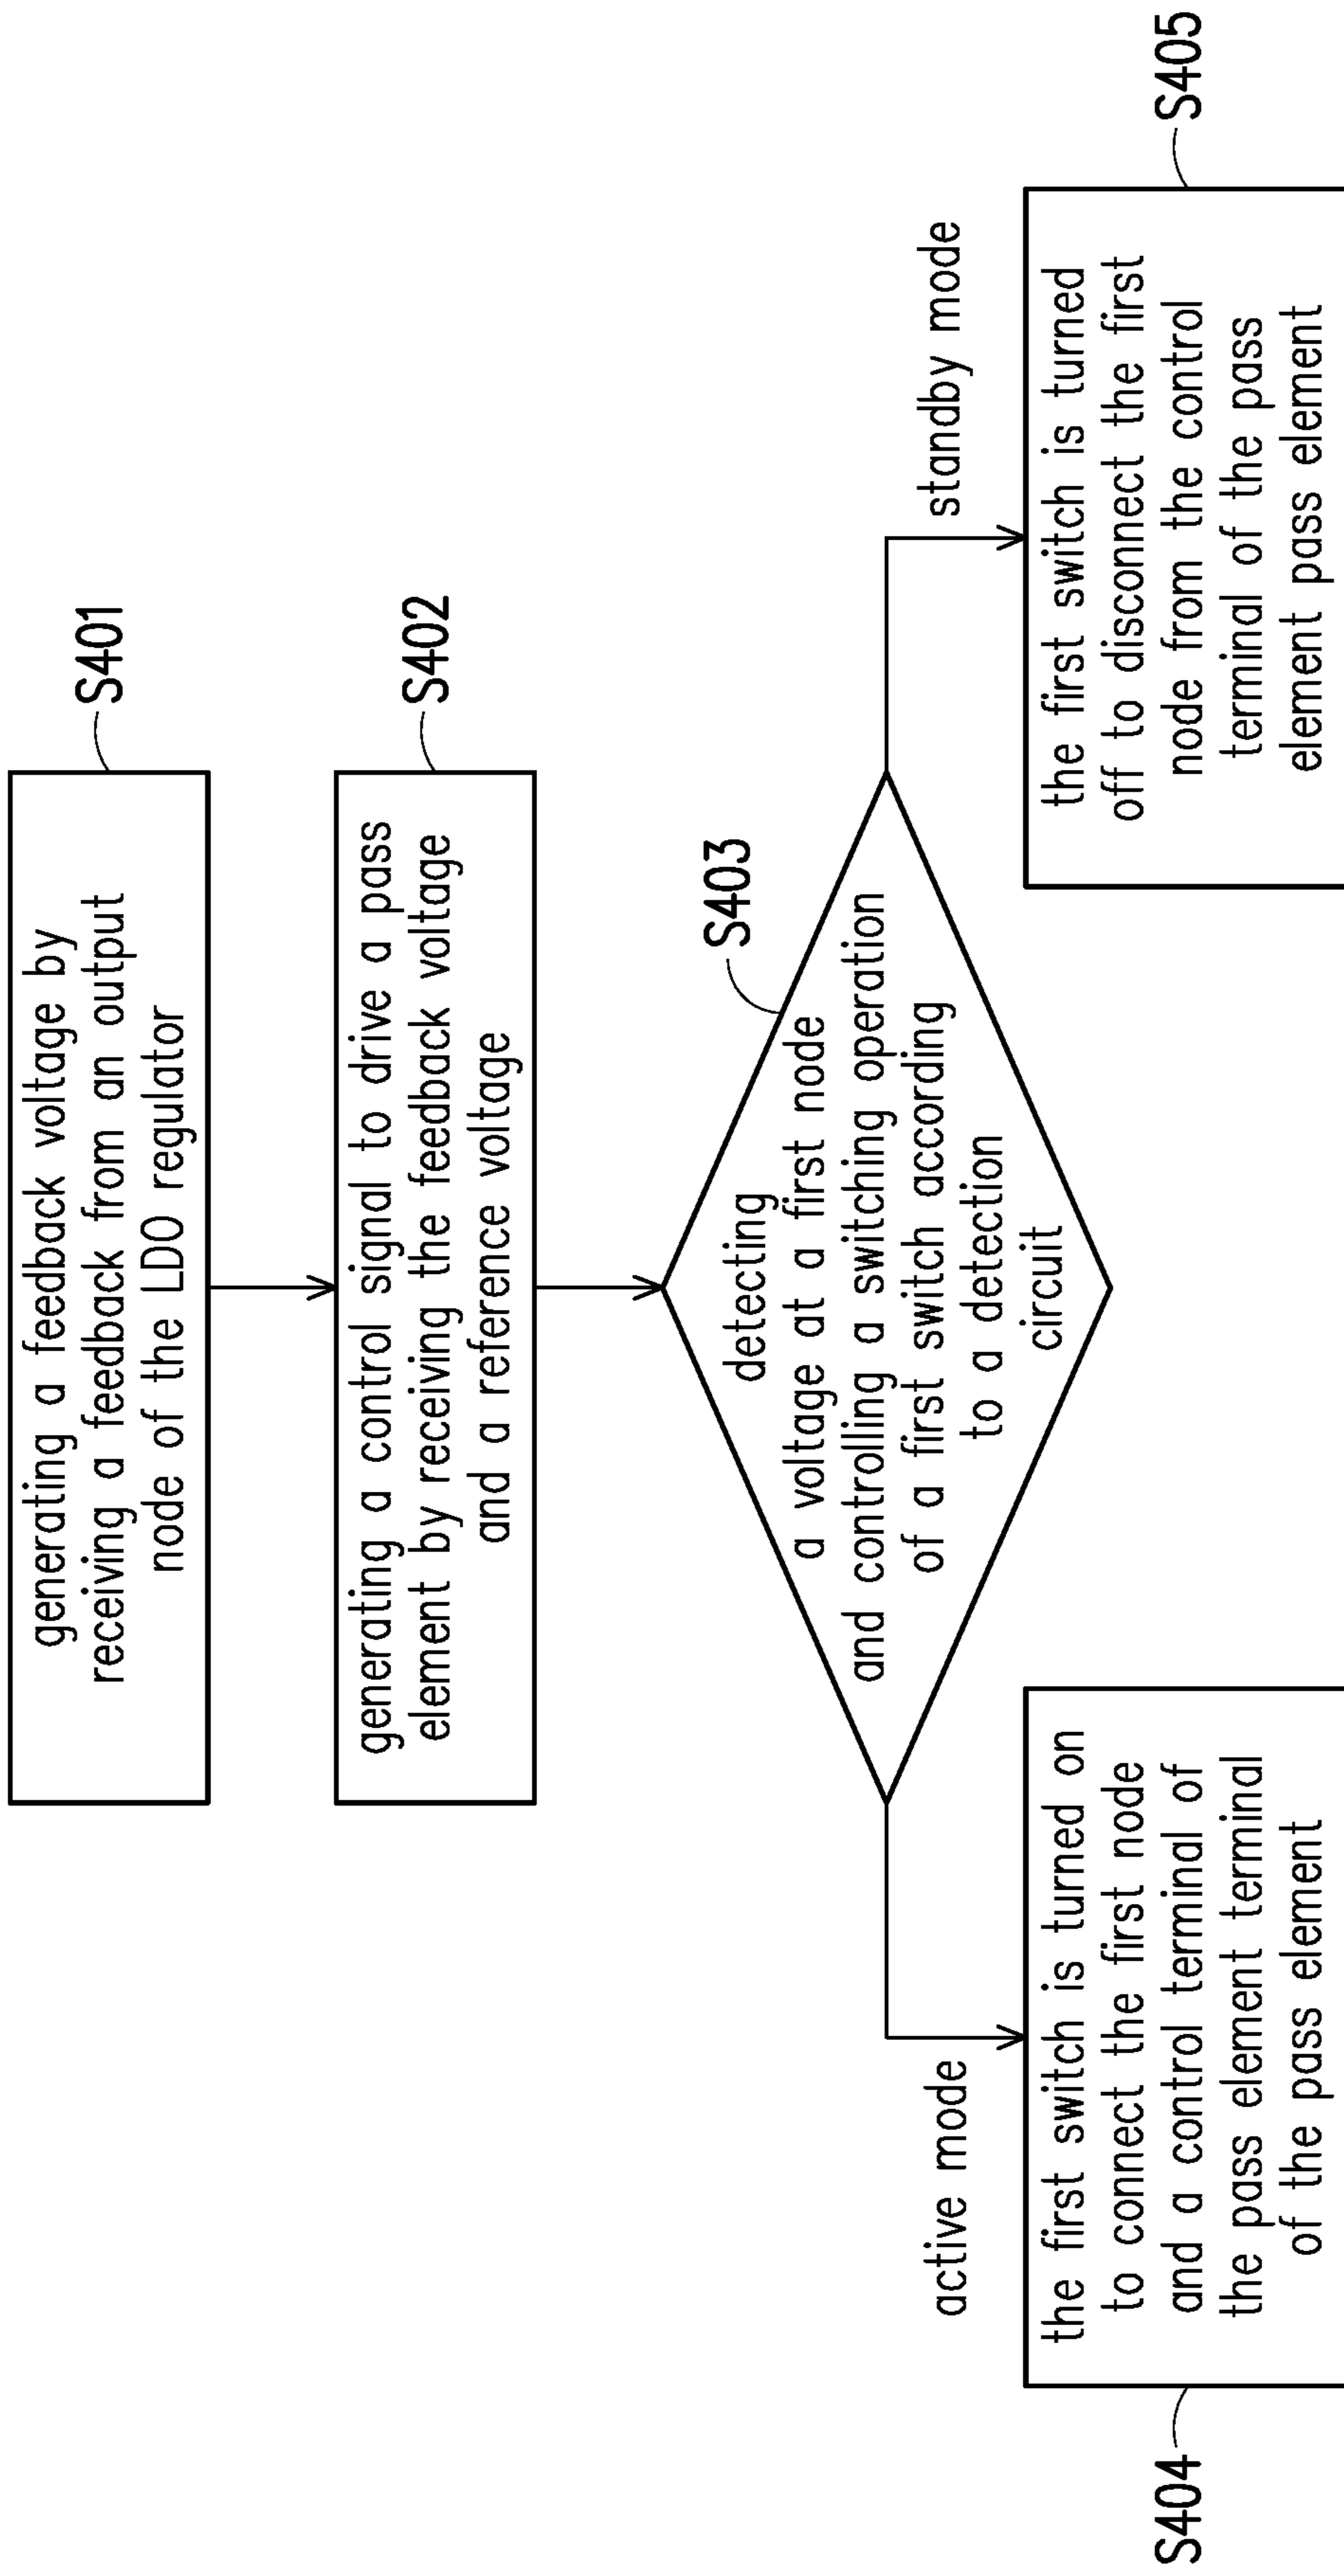 generating a feedback voltage by
receiving a feedback from an output
node of the LDO regulator
S401
generating a control signal to drive a pass
element by receiving the feedback voltage
and a reference voltage
S402
detecting
a voltage at a first node
and controlling a switching operation
of a first switch according
to a detection
circuit
S403
active mode
the first switch is turned on
to connect the first node
and a control terminal of
the pass element terminal
of the pass element
S404
standby mode
the first switch is turned
off to disconnect the first
node from the control
terminal of the pass
element pass element
S405